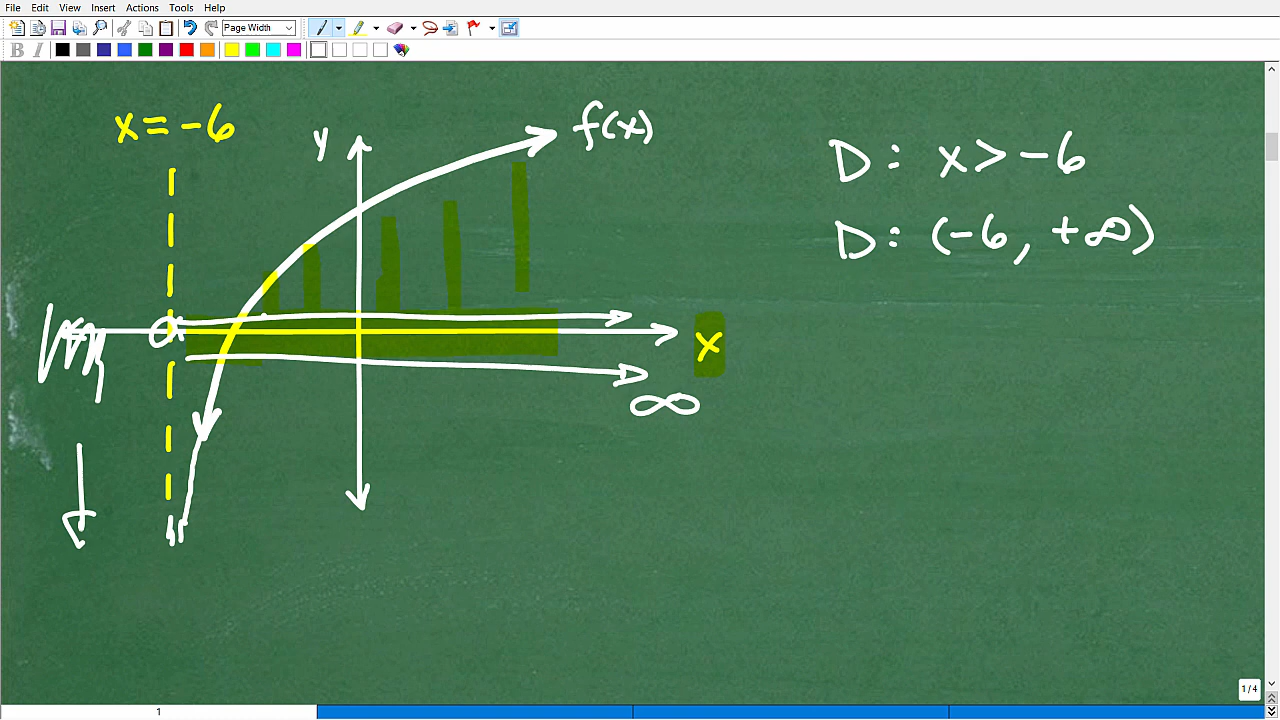 File Edit View Insert Actions Tools Help
Page Width
B I
x = -6
y
f(x)
D: x > -6
D: (-6, +∞)
x
∞
1/4
1